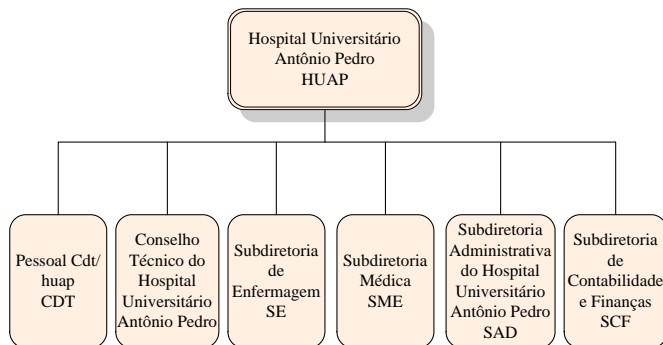 Hospital Universitário
Antônio Pedro
HUAP
Pessoal Cdt/
huap
CDT
Conselho
Técnico do
Hospital
Universitário
Antônio Pedro
Subdiretoria
de
Enfermagem
SE
Subdiretoria
Médica
SME
Subdiretoria
Administrativa
do Hospital
Universitário
Antônio Pedro
SAD
Subdiretoria
de
Contabilidade
e Finanças
SCF